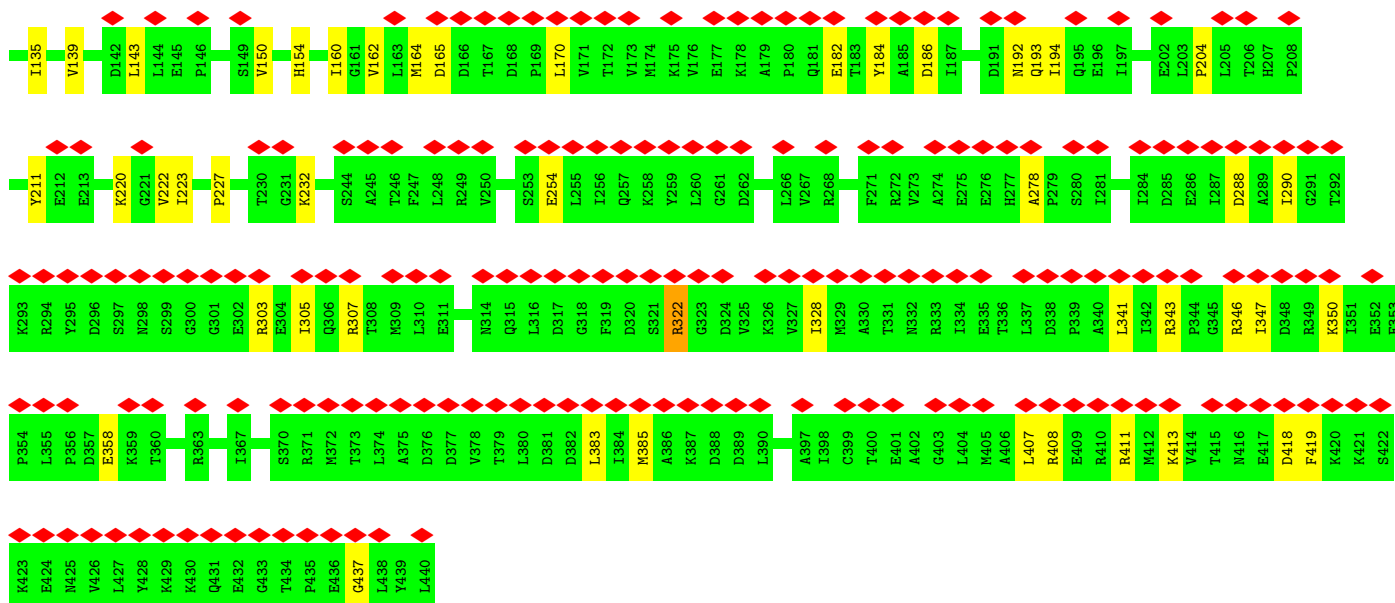 I135 V139 D142 L143 L144 E145 P146 S149 V150 H154 I160 G161 V162 L163 M164 D165 D166 T167 D168 P169 L170 V171 T172 V173 M174 K175 V176 E177 K178 A179 P180 Q181 E182 T183 Y184 A185 D186 I187 D191 N192 Q193 I194 Q195 E196 I197 E202 L203 P204 L205 T206 H207 P208
Y211 E212 E213 K220 G221 V222 I223 P227 T230 G231 K232 S244 A245 T246 F247 L248 R249 V250 S253 E254 L255 I256 Q257 K258 Y259 L260 G261 D262 L266 V267 R268 F271 R272 V273 A274 E275 E276 H277 A278 P279 S280 I281 I284 D285 E286 I287 D288 A289 I290 G291 T292
K293 R294 Y295 D296 S297 N298 S299 G300 G301 E302 R303 E304 I305 Q306 R307 T308 M309 L310 E311 N314 Q315 L316 D317 G318 F319 D320 S321 R322 G323 D324 V325 K326 V327 I328 M329 A330 T331 N332 R333 I334 E335 T336 L337 D338 P339 A340 L341 I342 R343 P344 G345 R346 I347 D348 R349 K350 I351 E352 F353
P354 L355 P356 D357 E358 K359 T360 R363 I367 S370 R371 M372 T373 L374 A375 D376 D377 V378 T379 L380 D381 D382 L383 I384 M385 A386 K387 D388 D389 L390 A397 I398 C399 T400 E401 A402 G403 L404 M405 A406 L407 R408 E409 R410 R411 M412 K413 V414 T415 N416 E417 D418 F419 K420 K421 S422
K423 E424 N425 V426 L427 Y428 K429 K430 Q431 E432 G433 T434 P435 E436 G437 L438 Y439 L440